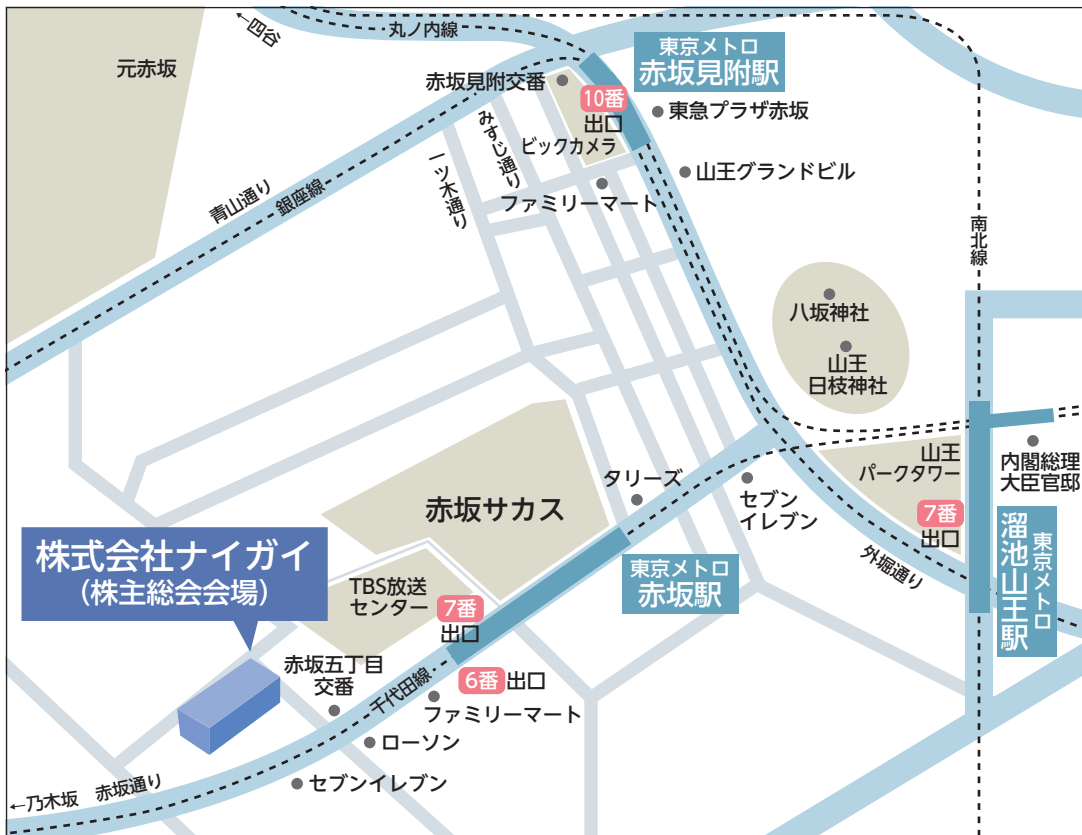 ←四谷
丸ノ内線
東京メトロ
赤坂見附駅
元赤坂
赤坂見附交番
10番
出口
東急プラザ赤坂
ビックカメラ
みすじ通り
一ツ木通り
山王グランドビル
ファミリーマート
青山通り
銀座線
南北線
八坂神社
山王
日枝神社
山王
パークタワー
内閣総理
大臣官邸
7番
出口
東京メトロ
溜池山王駅
外堀通り
タリーズ
セブン
イレブン
赤坂サカス
東京メトロ
赤坂駅
株式会社ナイガイ
(株主総会会場)
TBS放送
センター
7番
出口
赤坂五丁目
交番
6番 出口
千代田線
ファミリーマート
ローソン
セブンイレブン
←乃木坂 赤坂通り